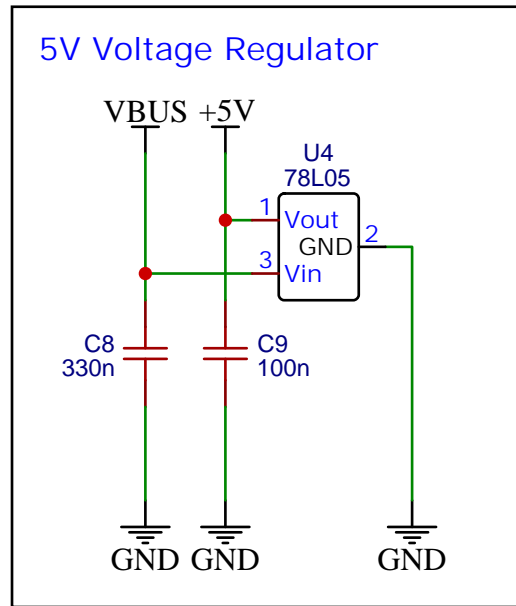 5V Voltage Regulator
VBUS +5V
U4
78L05
1 Vout
GND 2
3 Vin
C8
330n
C9
100n
GND GND GND